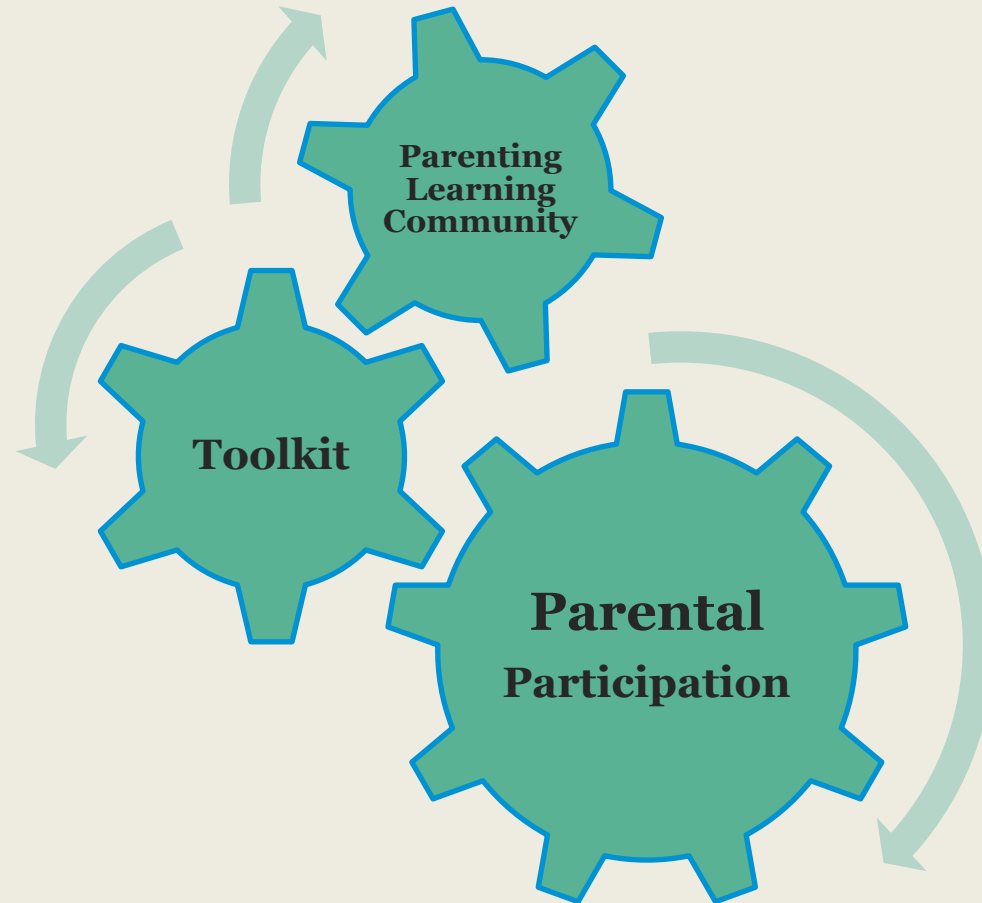 Parenting
Learning
Community
Toolkit
Parental
Participation